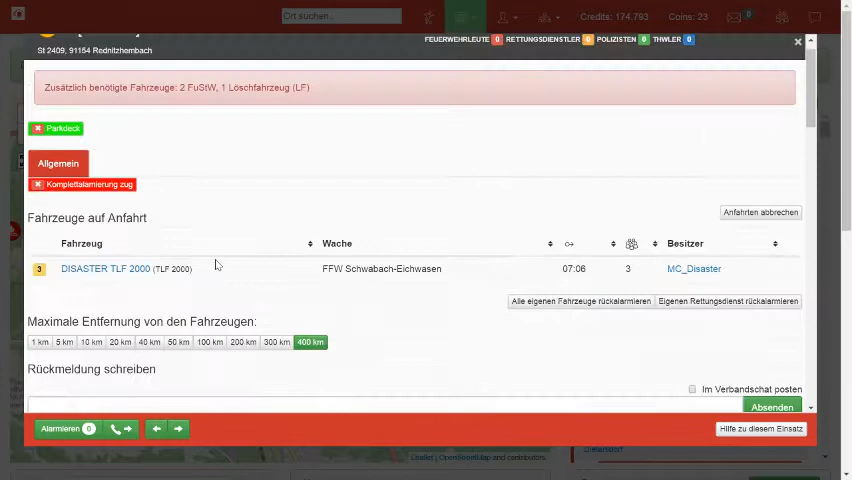 Ort suchen...
Credits: 174.793
Coins: 23
0
FEUERWEHRLEUTE 0 RETTUNGSDIENSTLER 0 POLIZISTEN 0 THWLER 0
St 2409, 91154 Rednitzhembach
×
Zusätzlich benötigte Fahrzeuge: 2 FuStW, 1 Löschfahrzeug (LF)
Parkdeck
Allgemein
Komplettalamierung zug
Fahrzeuge auf Anfahrt
Anfahrten abbrechen
Fahrzeug Wache Besitzer
3 DISASTER TLF 2000 (TLF 2000) FFW Schwabach-Eichwasen 07:06 3 MC_Disaster
Alle eigenen Fahrzeuge rückalarmieren Eigenen Rettungsdienst rückalarmieren
Maximale Entfernung von den Fahrzeugen:
1 km 5 km 10 km 20 km 40 km 50 km 100 km 200 km 300 km 400 km
Rückmeldung schreiben
Im Verbandschat posten
Absenden
Alarmieren 0
Hilfe zu diesem Einsatz
Leaflet | OpenStreetMap and contributors.